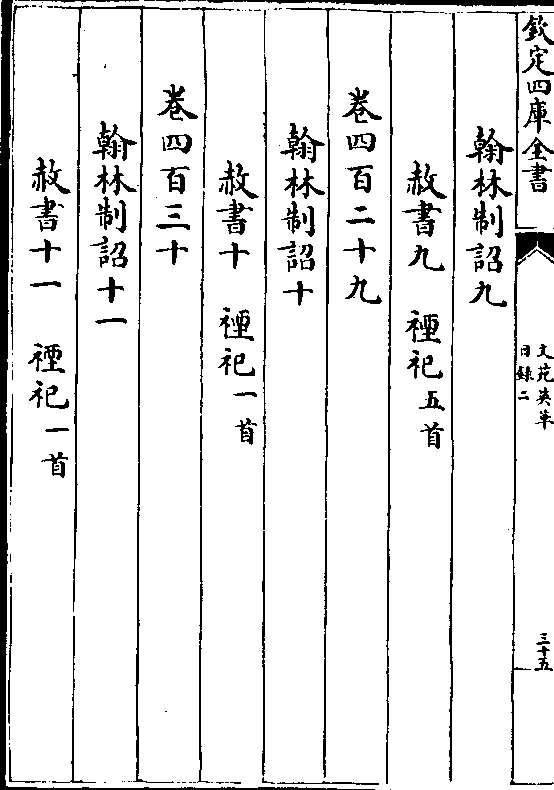 欽定四庫全書
文苑英華
目錄二
三十五
翰林制詔九
赦書九 禋祀五首
卷四百二十九
翰林制詔十
赦書十 禋祀一首
卷四百三十
翰林制詔十一
赦書十一 禋祀一首